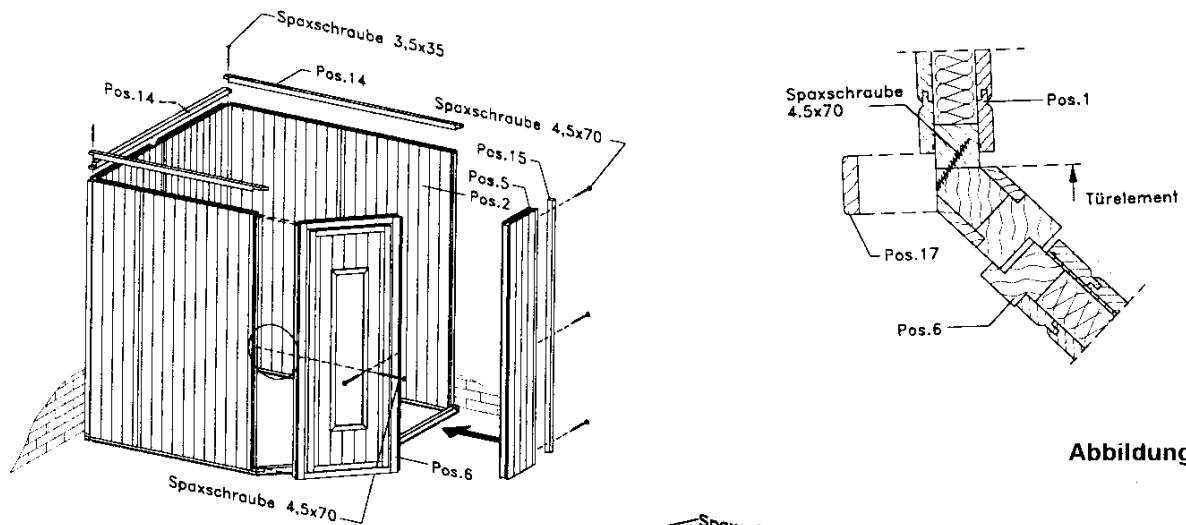 Spaxschraube 3,5x35
Pos.14
Pos.14
Spaxschraube 4,5x70
Pos.15
Pos.5
Pos.2
Pos.6
Spaxschraube 4,5x70
Spaxschraube
4.5x70
Pos.1
Türelement
Pos.17
Pos.6
Abbildung